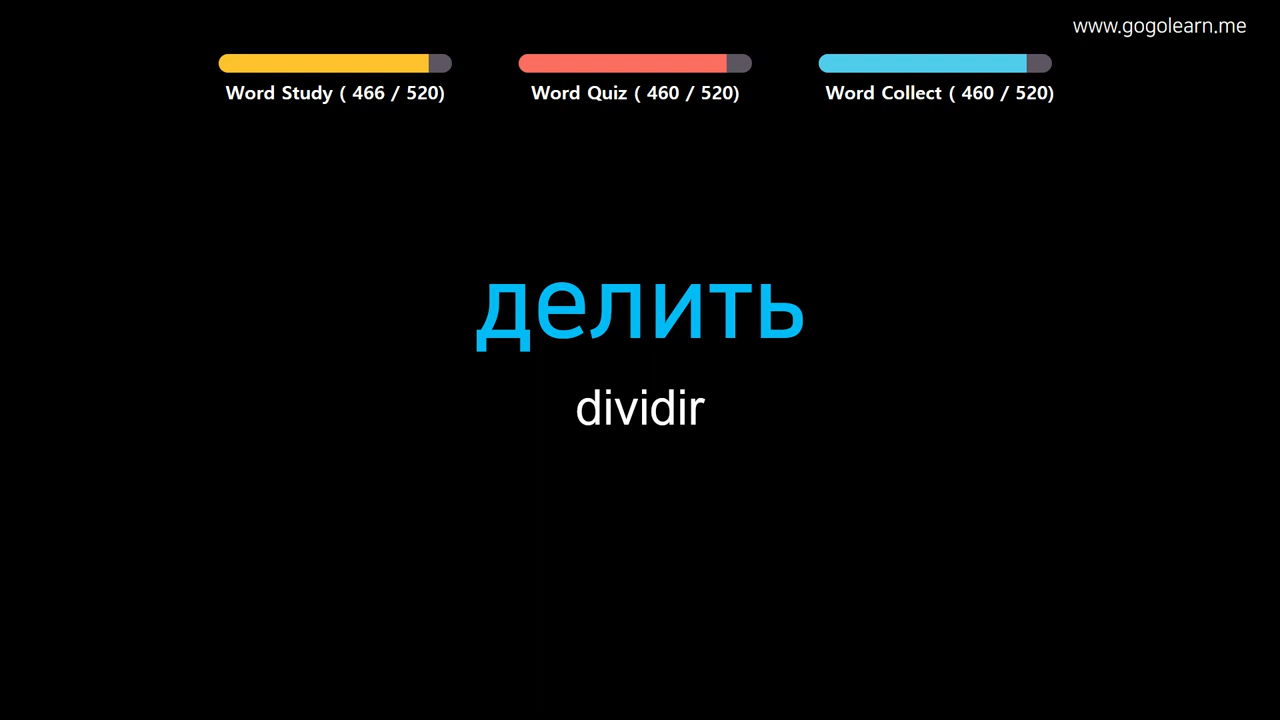 www.gogolearn.me
Word Study ( 466 / 520)
Word Quiz ( 460 / 520)
Word Collect ( 460 / 520)
делить
dividir